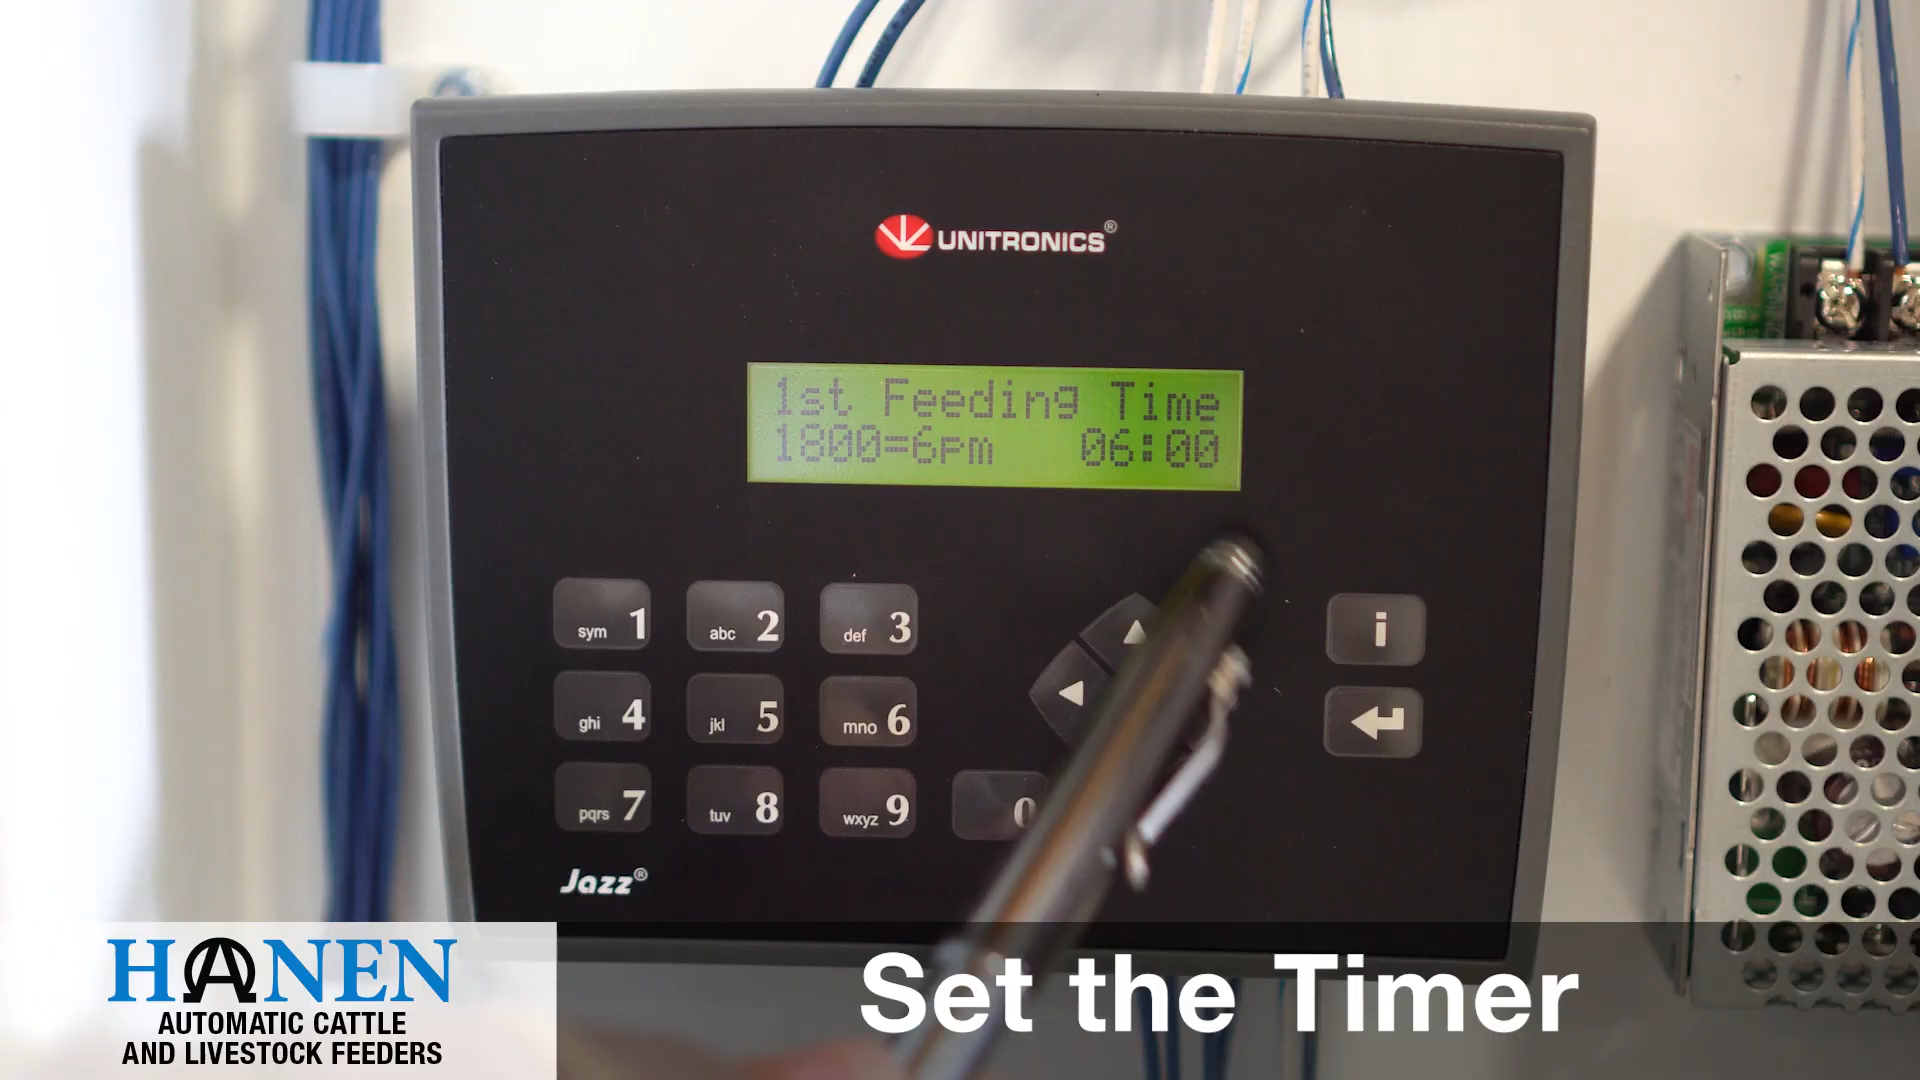 UNITRONICS®
1st Feeding Time
1800=6pm 06:00
sym 1
abc 2
def 3
i
ghi 4
jkl 5
mno 6
pqrs 7
tuv 8
wxyz 9
0
Jazz®
HANEN
AUTOMATIC CATTLE
AND LIVESTOCK FEEDERS
Set the Timer